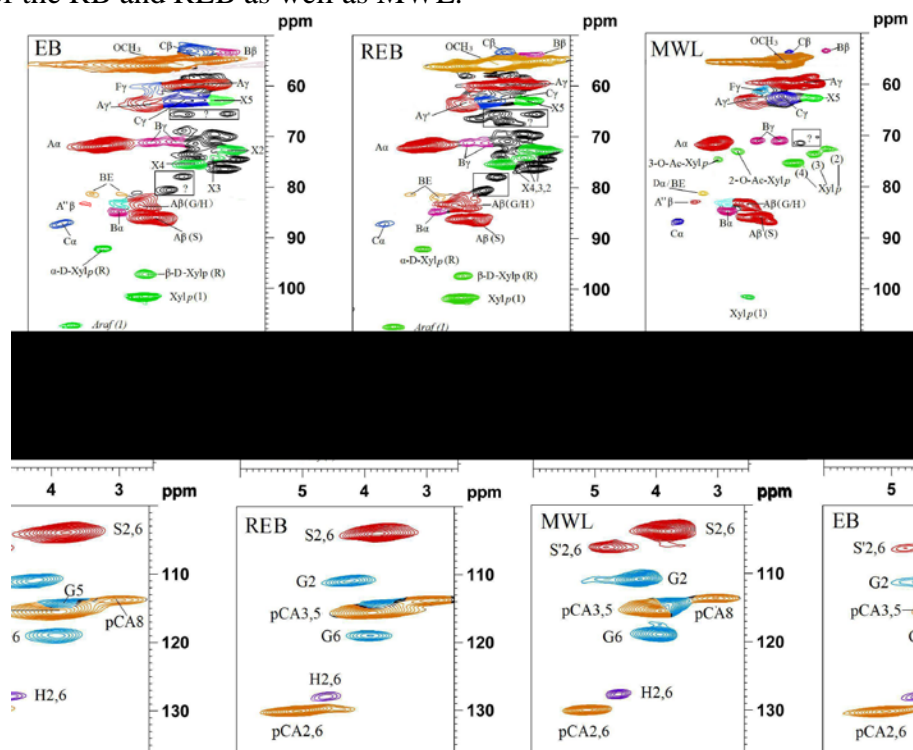 of the RB and REB as well as MWL.
ppm ppm ppm
EB OCH3 Cβ Bβ
REB OCH3 Cβ Bβ
MWL OCH3 Cβ Bβ
Fγ Aγ Aγ' Cγ X5 ?
Aγ Aγ' Cγ X5 ?
Fγ Aγ Aγ' Cγ X5
60 60 60
70 70 70
80 80 80
90 90 90
100 100 100
Aα Bγ X2 X4 X3 ?
Aα Bγ X4,3,2 ?
Aα Bγ ? * 3-O-Ac-Xylp 2-O-Ac-Xylp (4) (3) (2) Xylp
BE A''β Aβ(G/H) Bα Aβ(S) Cα
BE Aβ(G/H) Bα Aβ(S) Cα
Dα/BE A''β Aβ(G/H) Bα Aβ(S) Cα
α-D-Xylp (R) β-D-Xylp (R)
α-D-Xylp (R) β-D-Xylp (R)
Xylp(1) Xylp(1) Xylp(1)
Araf (1) Araf (1)
4 3 ppm 5 4 3 ppm 5 4 3 ppm 5
REB MWL EB
S2,6 S2,6 S'2,6 S2,6 S'2,6
110 110 110
G5 G2 G2 G2
pCA8 pCA3,5 pCA3,5 pCA8 pCA3,5
6 G6 G6
120 120 120
H2,6 H2,6 H2,6
130 130 130
pCA2,6 pCA2,6 pCA2,6